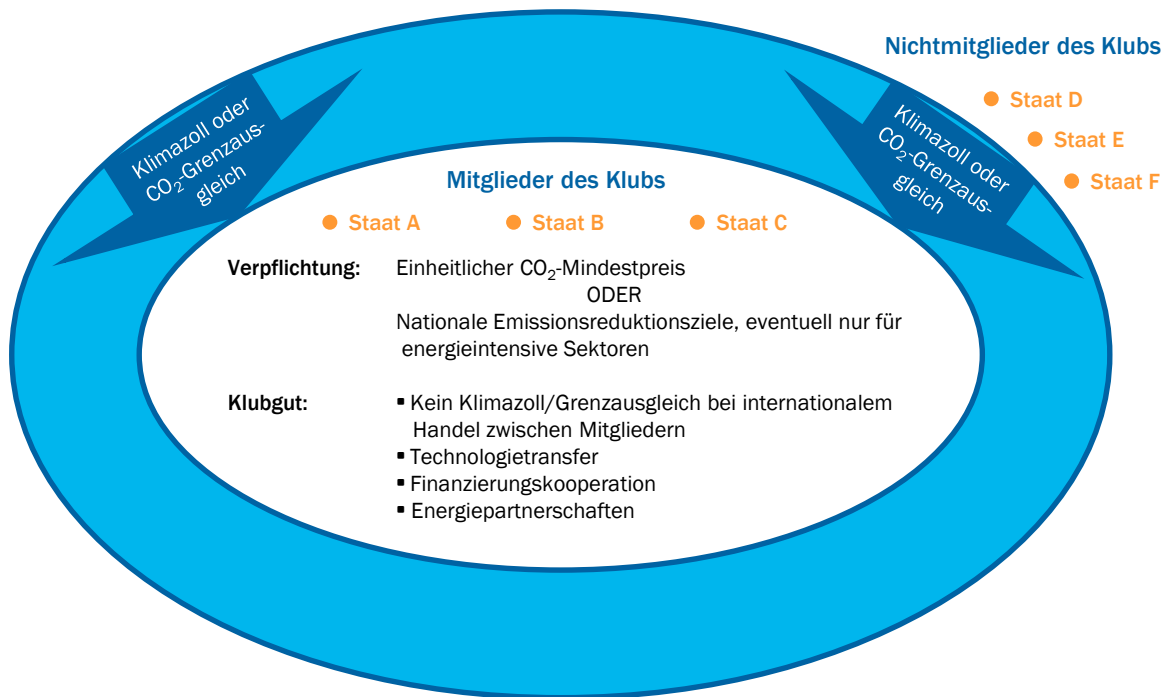 Nichtmitglieder des Klubs
Staat D
Staat E
Staat F
Klimazoll oder
CO₂-Grenzaus-
gleich
Klimazoll oder
CO₂-Grenzaus-
gleich
Mitglieder des Klubs
Staat A
Staat B
Staat C
Verpflichtung: Einheitlicher CO₂-Mindestpreis
ODER
Nationale Emissionsreduktionsziele, eventuell nur für
energieintensive Sektoren
Klubgut: ▪ Kein Klimazoll/Grenzausgleich bei internationalem
Handel zwischen Mitgliedern
▪ Technologietransfer
▪ Finanzierungskooperation
▪ Energiepartnerschaften